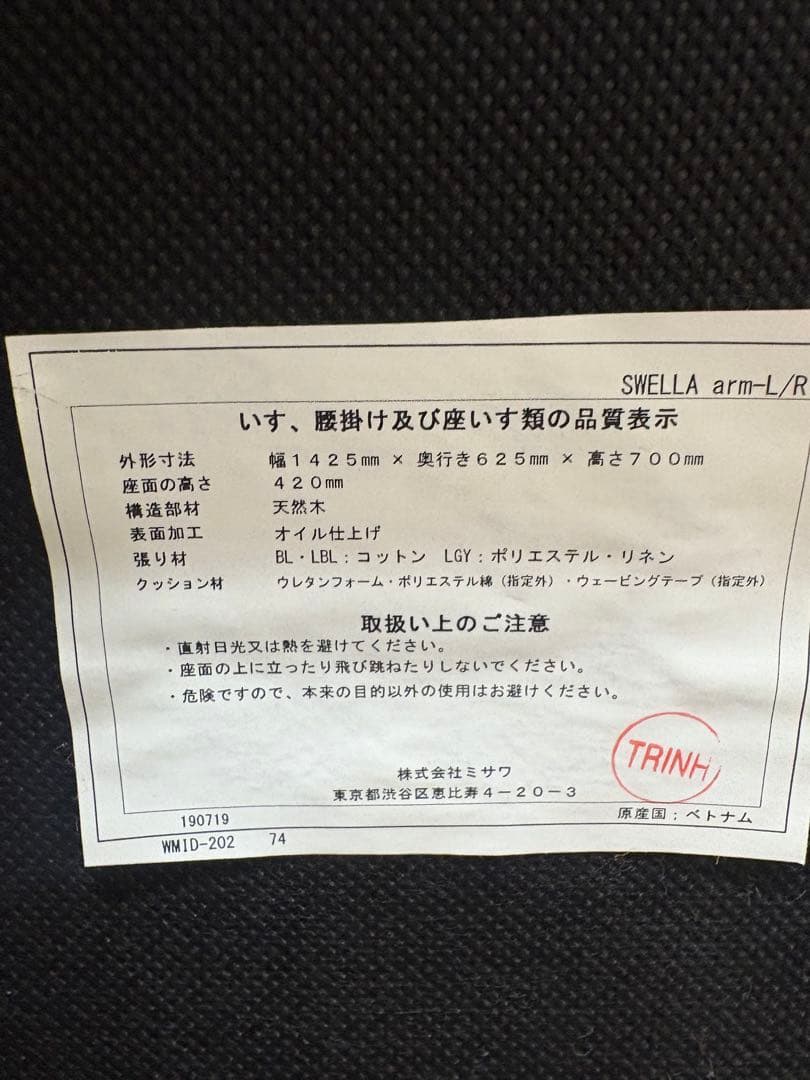 SWELLA arm-L/R
いす、腰掛け及び座いす類の品質表示
外形寸法 幅1425mm × 奥行き625mm × 高さ700mm
座面の高さ 420mm
構造部材 天然木
表面加工 オイル仕上げ
張り材 BL・LBL：コットン LGY：ポリエステル・リネン
クッション材 ウレタンフォーム・ポリエステル綿（指定外）・ウェービングテープ（指定外）
取扱い上のご注意
・直射日光又は熱を避けてください。
・座面の上に立ったり飛び跳ねたりしないでください。
・危険ですので、本来の目的以外の使用はお避けください。
TRINH
株式会社ミサワ
東京都渋谷区恵比寿4－20－3
190719 原産国：ベトナム
WMID-202 74